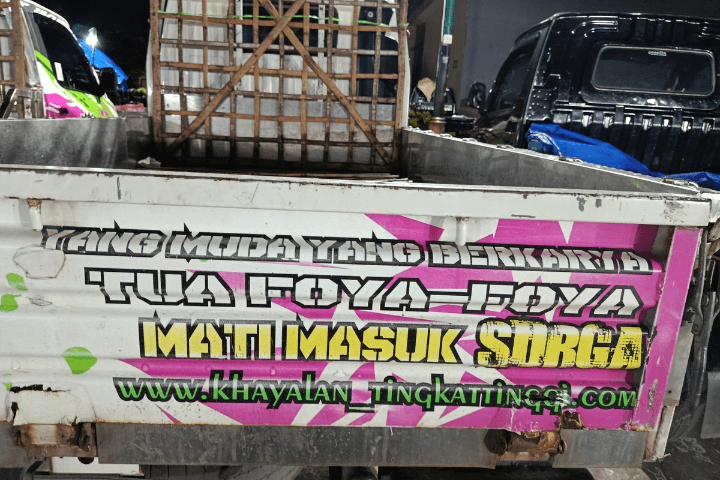 YANG MUDA YANG BERKARYA
TUA FOYA-FOYA
MATI MASUK SORGA
www.khayalan_tingkattinggi.com